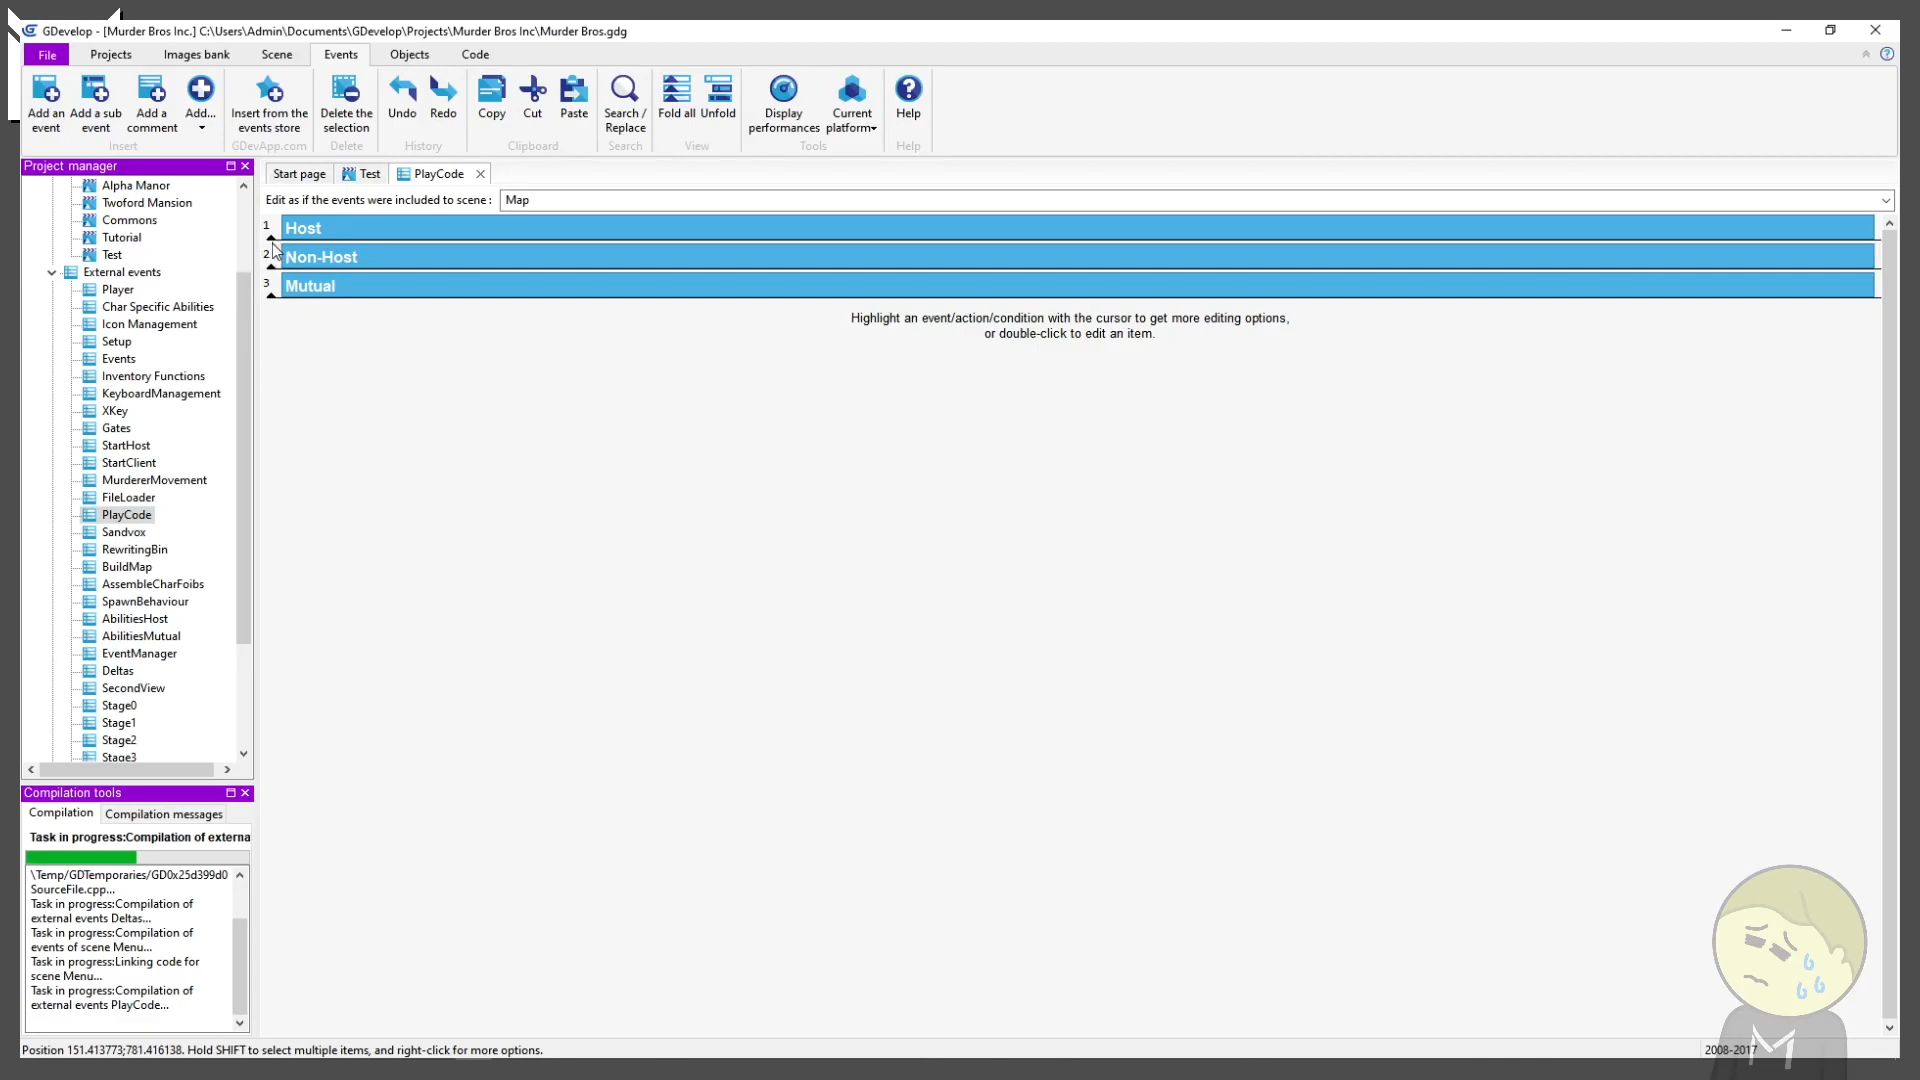 GDevelop - [Murder Bros Inc.] C:\Users\Admin\Documents\GDevelop\Projects\Murder Bros Inc\Murder Bros.gdg
File Projects Images bank Scene Events Objects Code
Add an event
Add a sub event
Add a comment
Add...
Insert from the events store
Delete the selection
Undo
Redo
Copy
Cut
Paste
Search / Replace
Fold all
Unfold
Display performances
Current platform
Help
Insert GDevApp.com Delete History Clipboard Search View Tools Help
Project manager
Alpha Manor
Twoford Mansion
Commons
Tutorial
Test
External events
Player
Char Specific Abilities
Icon Management
Setup
Events
Inventory Functions
KeyboardManagement
XKey
Gates
StartHost
StartClient
MurdererMovement
FileLoader
PlayCode
Sandvox
RewritingBin
BuildMap
AssembleCharFoibs
SpawnBehaviour
AbilitiesHost
AbilitiesMutual
EventManager
Deltas
SecondView
Stage0
Stage1
Stage2
Stage3
Start page Test PlayCode
Edit as if the events were included to scene : Map
1 Host
2 Non-Host
3 Mutual
Highlight an event/action/condition with the cursor to get more editing options,
or double-click to edit an item.
Compilation tools
Compilation Compilation messages
Task in progress:Compilation of externa
\Temp/GDTemporaries/GD0x25d399d0
SourceFile.cpp...
Task in progress:Compilation of
external events Deltas...
Task in progress:Compilation of
events of scene Menu...
Task in progress:Linking code for
scene Menu...
Task in progress:Compilation of
external events PlayCode...
Position 151.413773;781.416138. Hold SHIFT to select multiple items, and right-click for more options.
2008-2017
M